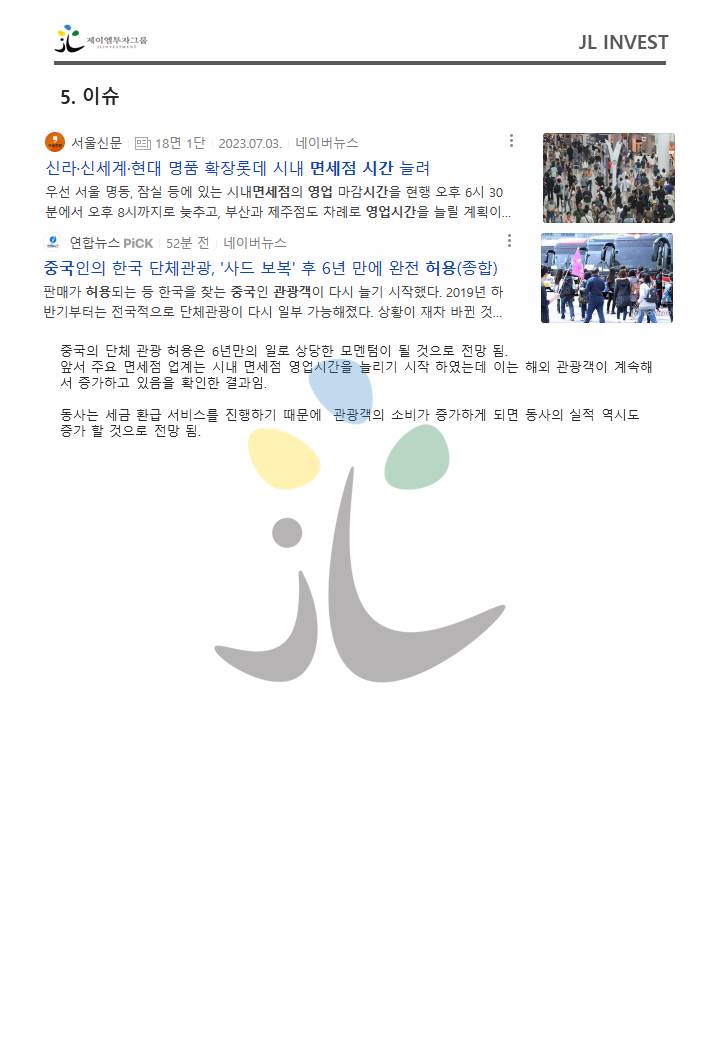 제이엘투자그룹
JL INVESTMENT
JL INVEST
5. 이슈
서울신문 18면 1단 2023.07.03. 네이버뉴스
신라·신세계·현대 명품 확장롯데 시내 면세점 시간 늘려
우선 서울 명동, 잠실 등에 있는 시내면세점의 영업 마감시간을 현행 오후 6시 30
분에서 오후 8시까지로 늦추고, 부산과 제주점도 차례로 영업시간을 늘릴 계획이...
연합뉴스 PiCK 52분 전 네이버뉴스
중국인의 한국 단체관광, '사드 보복' 후 6년 만에 완전 허용(종합)
판매가 허용되는 등 한국을 찾는 중국인 관광객이 다시 늘기 시작했다. 2019년 하
반기부터는 전국적으로 단체관광이 다시 일부 가능해졌다. 상황이 재차 바뀐 것...
중국의 단체 관광 허용은 6년만의 일로 상당한 모멘텀이 될 것으로 전망 됨.
앞서 주요 면세점 업계는 시내 면세점 영업시간을 늘리기 시작 하였는데 이는 해외 관광객이 계속해
서 증가하고 있음을 확인한 결과임.
동사는 세금 환급 서비스를 진행하기 때문에 관광객의 소비가 증가하게 되면 동사의 실적 역시도
증가 할 것으로 전망 됨.